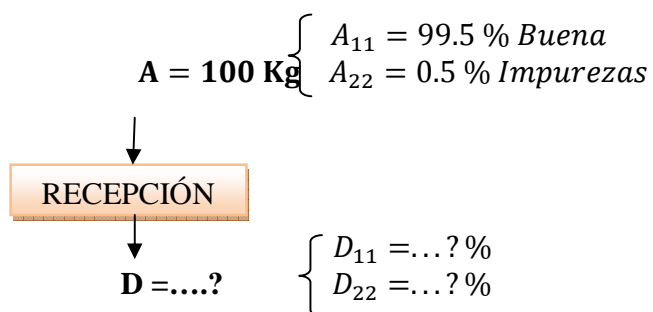 A₁₁ = 99.5 % Buena
A = 100 Kg
A₂₂ = 0.5 % Impurezas
RECEPCIÓN
D₁₁ =…? %
D =….?
D₂₂ =…? %